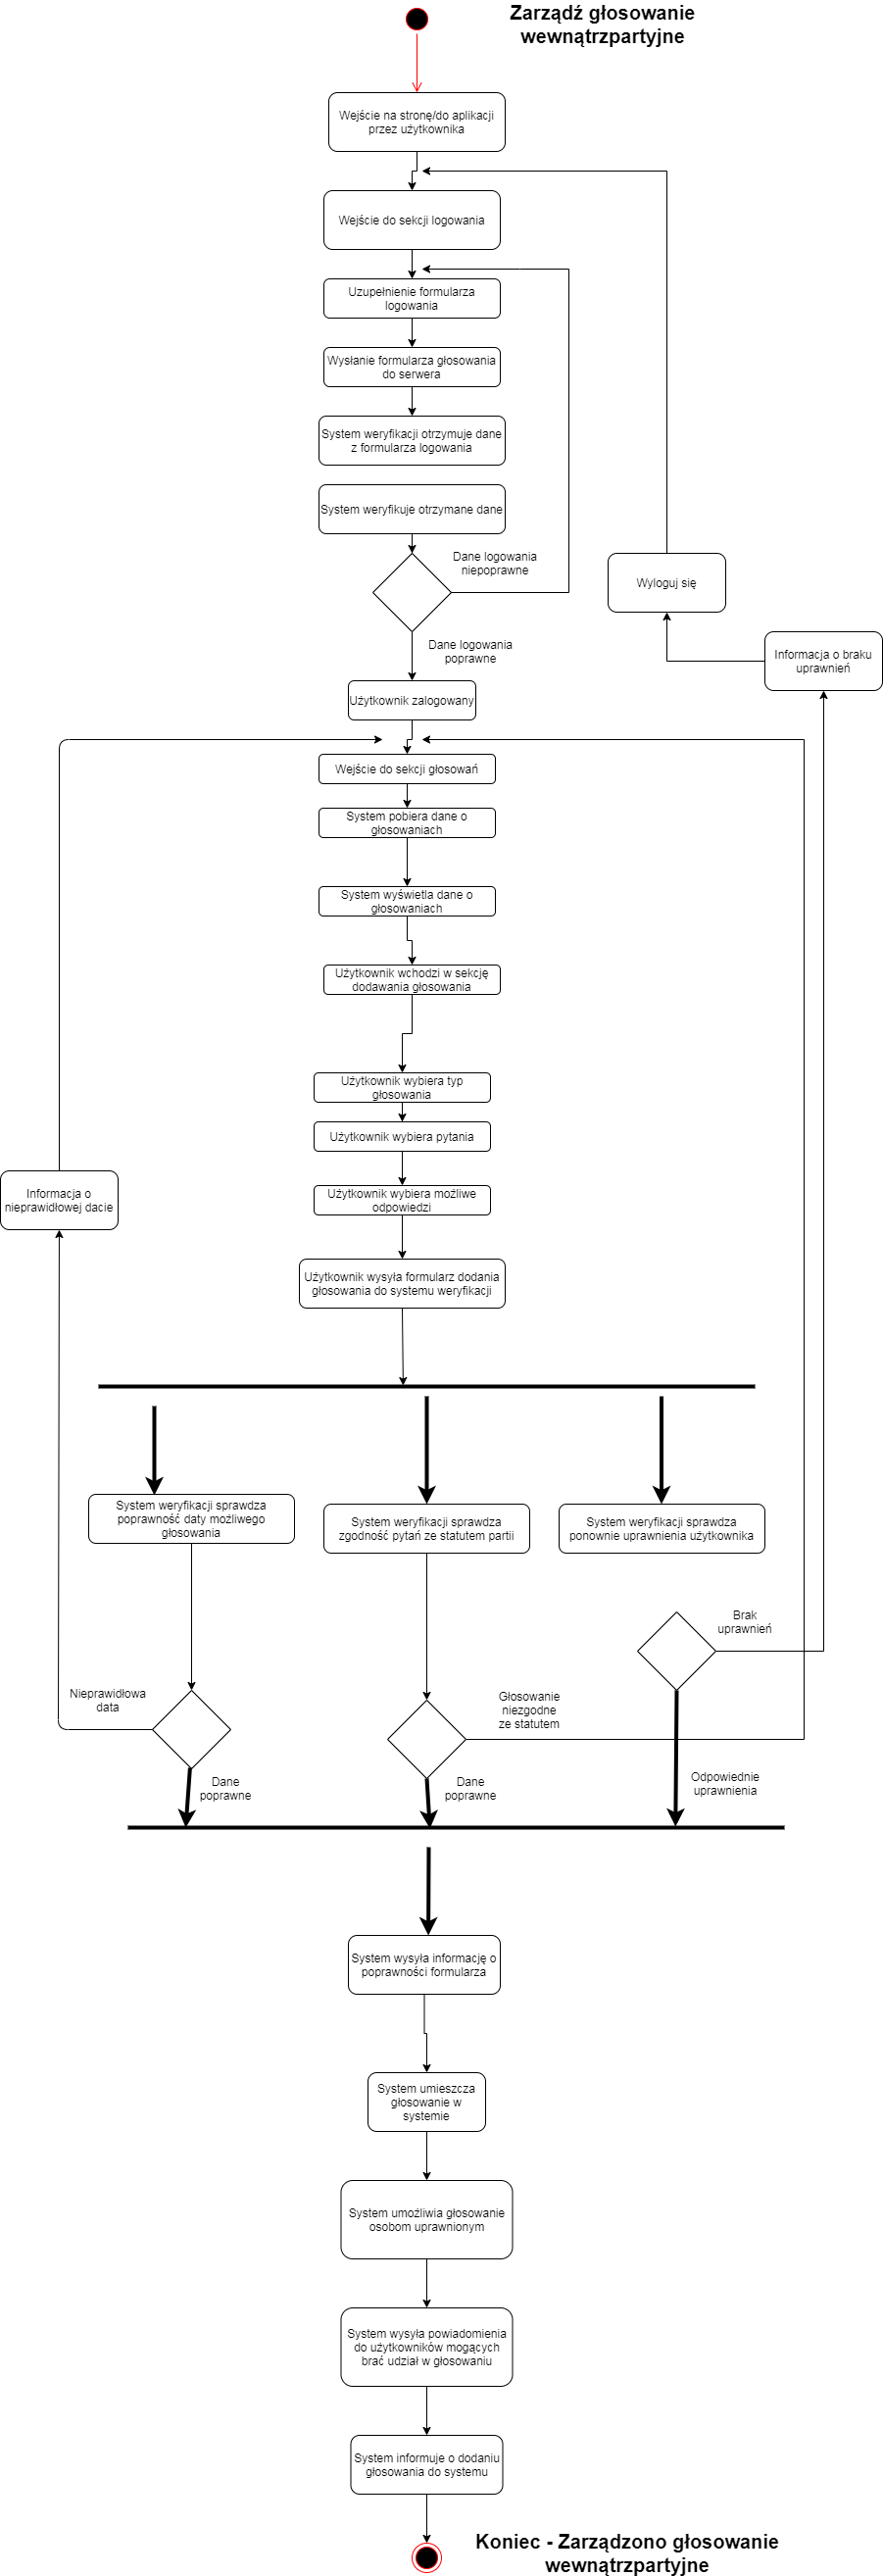 Zarządź głosowanie
wewnątrzpartyjne
Wejście na stronę/do aplikacji
przez użytkownika
Wejście do sekcji logowania
Uzupełnienie formularza
logowania
Wysłanie formularza głosowania
do serwera
System weryfikacji otrzymuje dane
z formularza logowania
System weryfikuje otrzymane dane
Dane logowania
niepoprawne
Wyloguj się
Informacja o braku
uprawnień
Dane logowania
poprawne
Użytkownik zalogowany
Wejście do sekcji głosowań
System pobiera dane o
głosowaniach
System wyświetla dane o
głosowaniach
Użytkownik wchodzi w sekcję
dodawania głosowania
Użytkownik wybiera typ
głosowania
Użytkownik wybiera pytania
Informacja o
nieprawidłowej dacie
Użytkownik wybiera możliwe
odpowiedzi
Użytkownik wysyła formularz dodania
głosowania do systemu weryfikacji
System weryfikacji sprawdza
poprawność daty możliwego
głosowania
System weryfikacji sprawdza
zgodność pytań ze statutem partii
System weryfikacji sprawdza
ponownie uprawnienia użytkownika
Brak
uprawnień
Nieprawidłowa
data
Głosowanie
niezgodne
ze statutem
Dane
poprawne
Dane
poprawne
Odpowiednie
uprawnienia
System wysyła informację o
poprawności formularza
System umieszcza
głosowanie w
systemie
System umożliwia głosowanie
osobom uprawnionym
System wysyła powiadomienia
do użytkowników mogących
brać udział w głosowaniu
System informuje o dodaniu
głosowania do systemu
Koniec - Zarządzono głosowanie
wewnątrzpartyjne